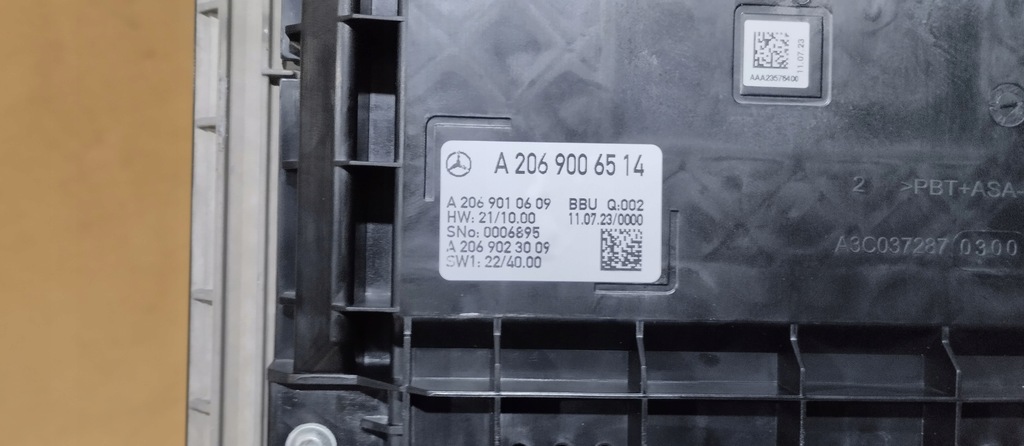 11.07.23
AAA23576406
A 206 900 65 14
A 206 901 06 09 BBU Q:002
HW: 21/10.00 11.07.23/0000
SNo: 0006895
A 206 902 30 09
SW1: 22/40.00
2 >PBT+ASA-
A3C037287 0300